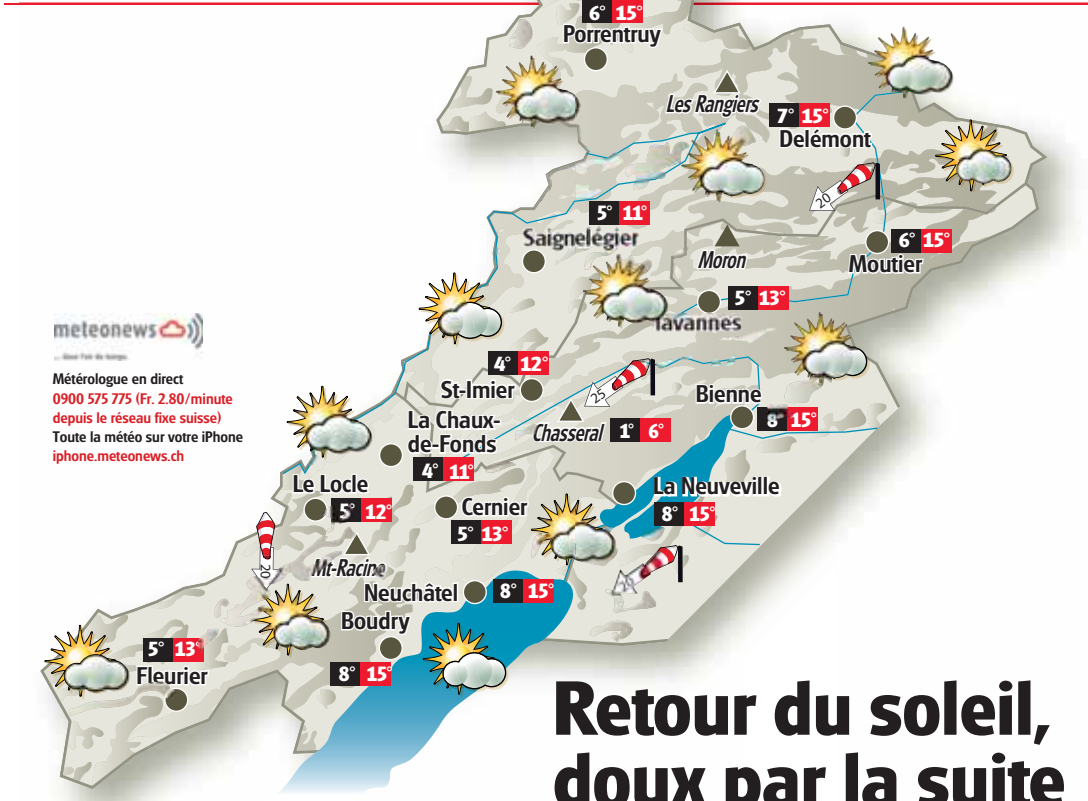 6° 15°
Porrentruy
Les Rangiers
7° 15°
Delémont
20
5° 11°
Saignelégier
Moron
6° 15°
Moutier
5° 13°
Tavannes
meteonews
Métérologue en direct
0900 575 775 (Fr. 2.80/minute
depuis le réseau fixe suisse)
Toute la météo sur votre iPhone
iphone.meteonews.ch
4° 12°
St-Imier
25
Chasseral 1° 6°
Bienne
8° 15°
La Chaux-
de-Fonds
4° 11°
Le Locle
5° 12°
Cernier
5° 13°
La Neuveville
8° 15°
20
Mt-Racine
Neuchâtel 8° 15°
Boudry
8° 15°
5° 13°
Fleurier
Retour du soleil,
doux par la suite